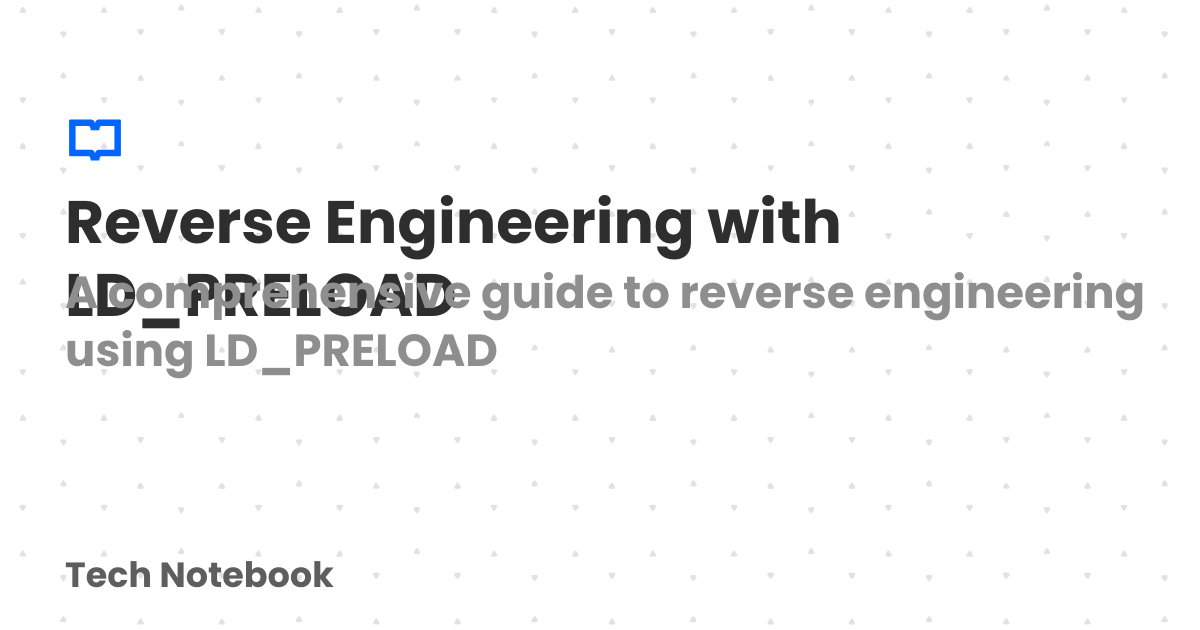 Reverse Engineering with
LD_PRELOAD
A comprehensive guide to reverse engineering
using LD_PRELOAD
Tech Notebook